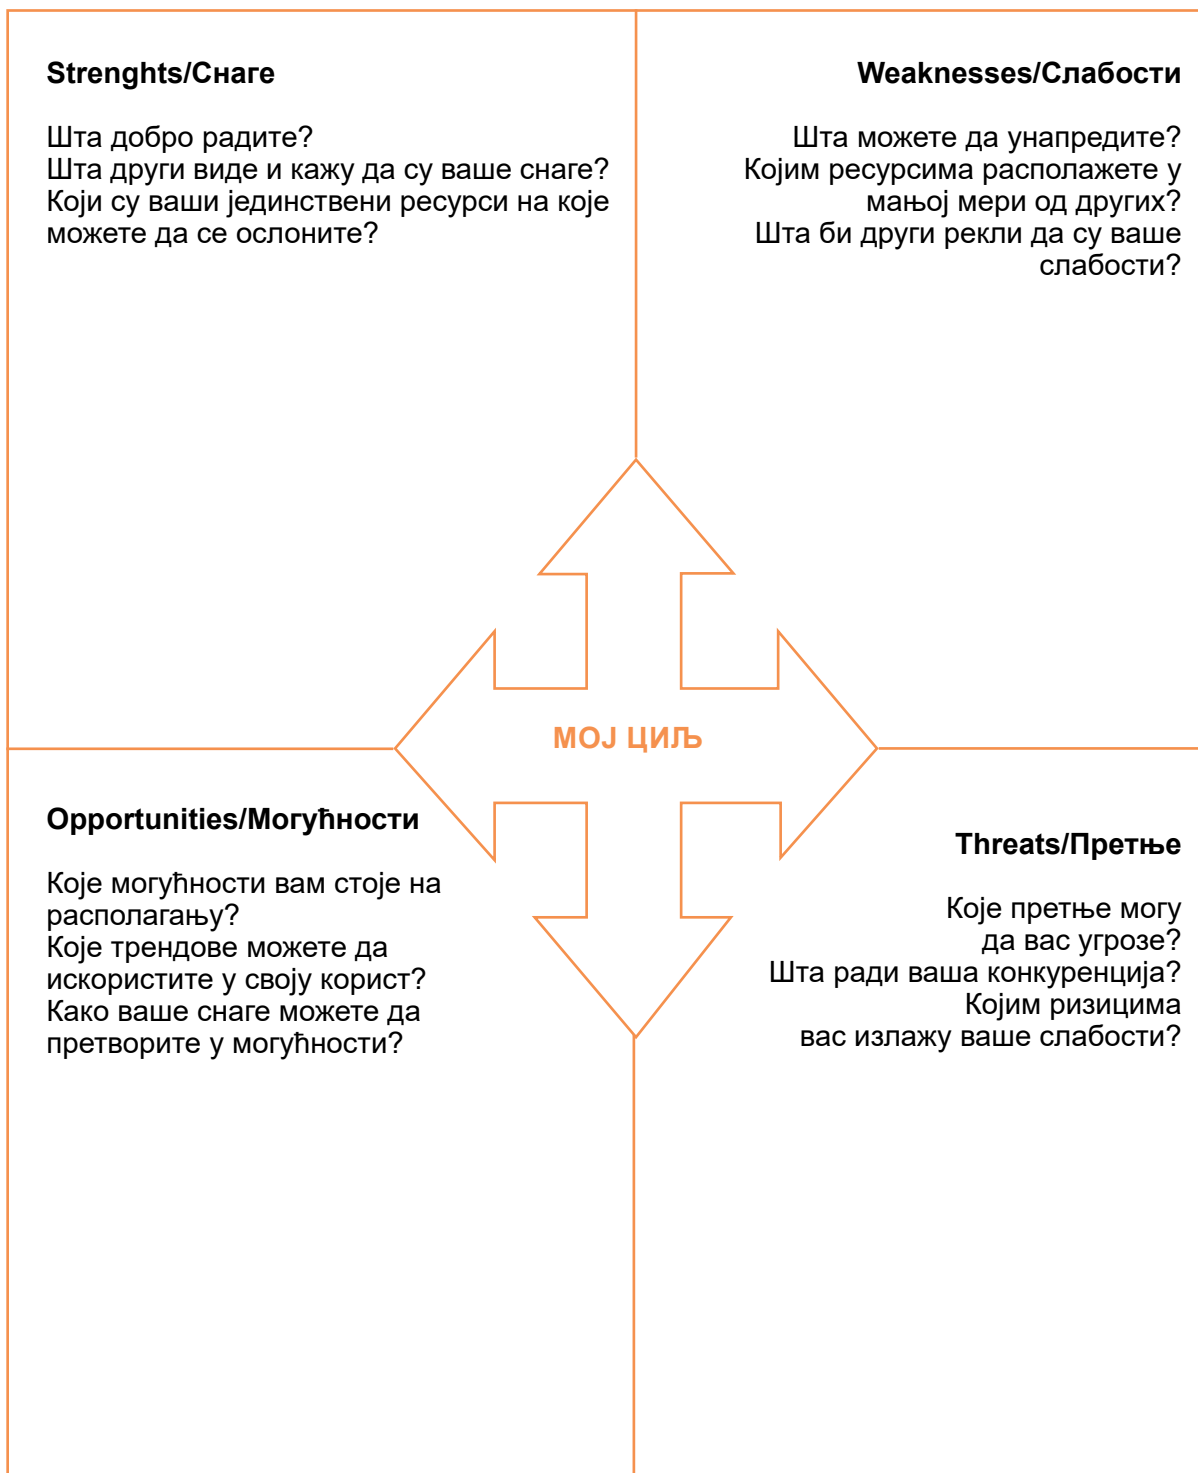 Strenghts/Снаге
Шта добро радите?
Шта други виде и кажу да су ваше снаге?
Који су ваши јединствени ресурси на које
можете да се ослоните?
Weaknesses/Слабости
Шта можете да унапредите?
Којим ресурсима располажете у
мањој мери од других?
Шта би други рекли да су ваше
слабости?
МОЈ ЦИЉ
Opportunities/Могућности
Које могућности вам стоје на
располагању?
Које трендове можете да
искористите у своју корист?
Како ваше снаге можете да
претворите у могућности?
Threats/Претње
Које претње могу
да вас угрозе?
Шта ради ваша конкуренција?
Којим ризицима
вас излажу ваше слабости?